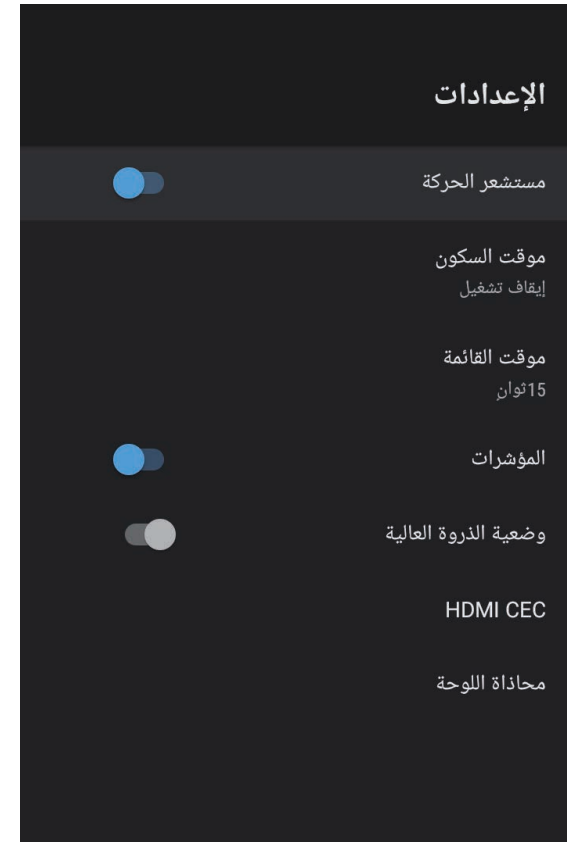 الإعدادات
مستشعر الحركة
موقت السكون
إيقاف تشغيل
موقت القائمة
15ثوانٍ
المؤشرات
وضعية الذروة العالية
HDMI CEC
محاذاة اللوحة